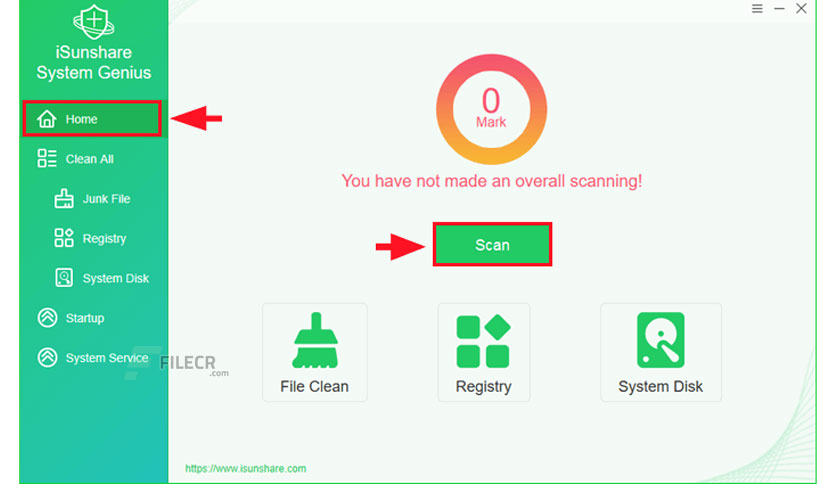 iSunshare
System Genius
Home
Clean All
Junk File
Registry
System Disk
Startup
System Service
FILECR
.com
0
Mark
You have not made an overall scanning!
Scan
File Clean
Registry
System Disk
https://www.isunshare.com